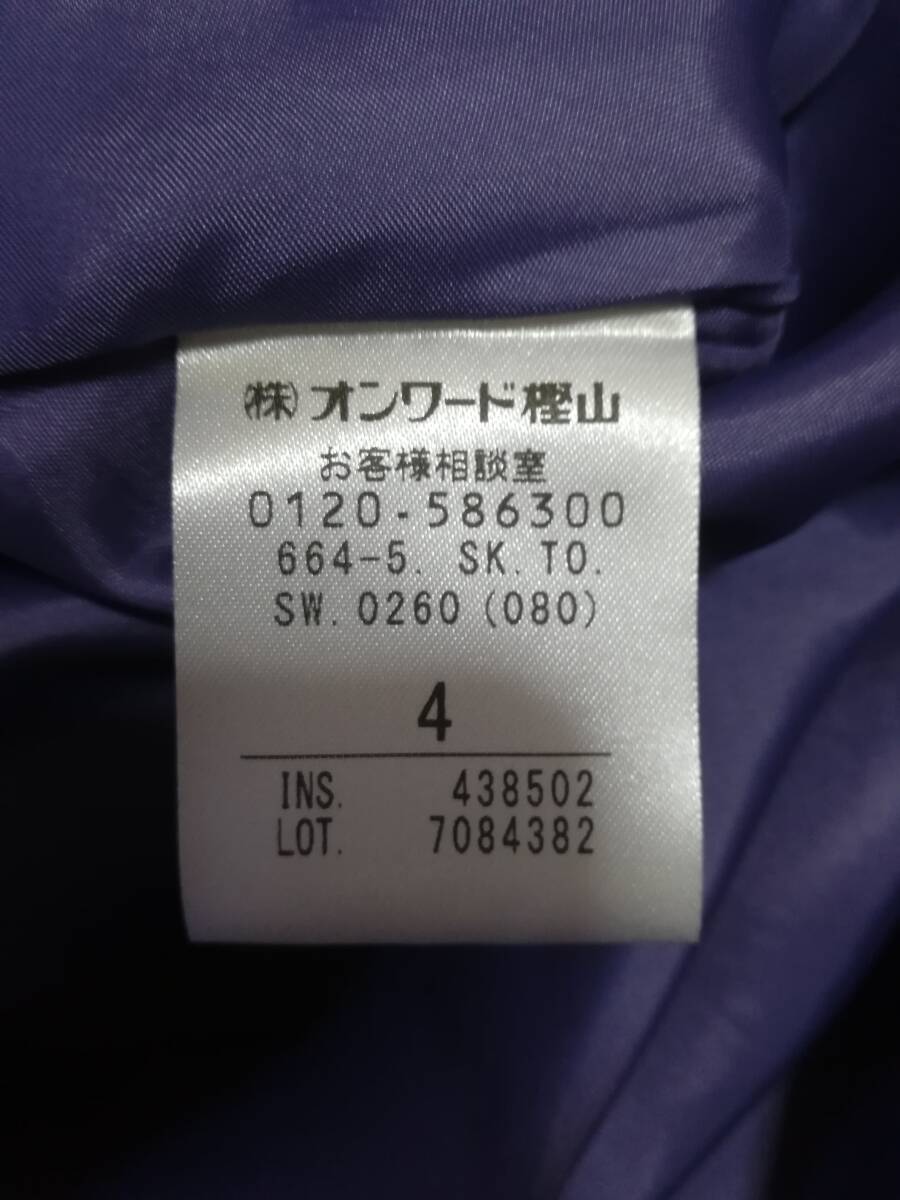 ㈱オンワード樫山
お客様相談室
0120-586300
664-5. SK. TO.
SW. 0260 (080)
4
INS. 438502
LOT. 7084382